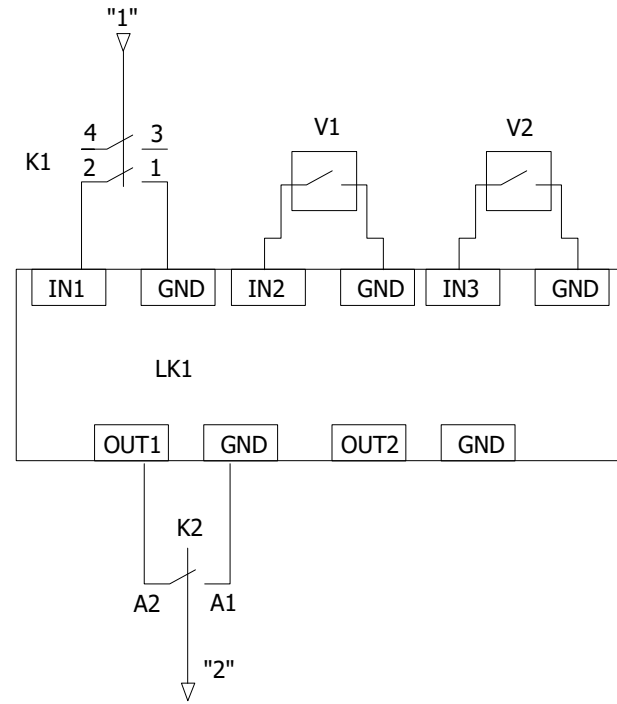 "1"
V1 V2
4 3
K1 2 1
IN1 GND IN2 GND IN3 GND
LK1
OUT1 GND OUT2 GND
K2
A2 A1
"2"